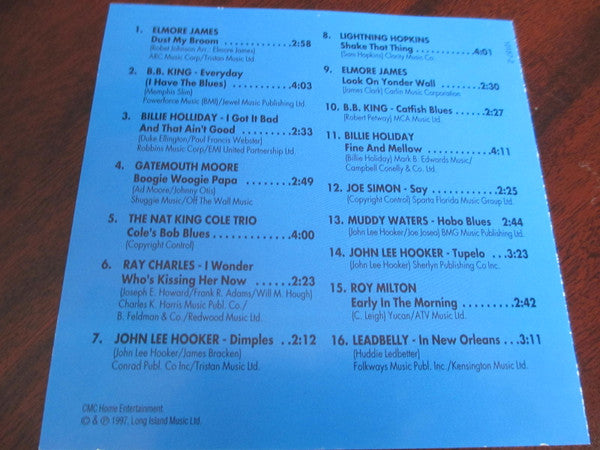 1. ELMORE JAMES
Dust My Broom ...........2:58
(Robet Johnson Arr.: Elmore James)
ARC Music Corp/Tristan Music Ltd.
2. B.B. KING - Everyday
(I Have The Blues) ............4:03
(Memphis Slim)
Powerforce Music (BMI)/Jewel Music Publishing Ltd.
3. BILLIE HOLLIDAY - I Got It Bad
And That Ain't Good .........2:33
(Duke Ellington/Paul Francis Webster)
Robbins Music Corp/EMI United Partnership Ltd.
4. GATEMOUTH MOORE
Boogie Woogie Papa .........2:49
(Ad Moore/Johnny Otis)
Shuggie Music/Off The Wall Music
5. THE NAT KING COLE TRIO
Cole's Bob Blues ............4:00
(Copyright Control)
6. RAY CHARLES - I Wonder
Who's Kissing Her Now .......2:23
(Joseph E. Howard/Frank R. Adams/Will M. Hough)
Charles K. Harris Music Publ. Co./
B. Feldman & Co./Redwood Music Ltd.
7. JOHN LEE HOOKER - Dimples ..2:12
(John Lee Hooker/James Bracken)
Conrad Publ. Co Inc/Tristan Music Ltd.
CMC Home Entertainment
© & ℗ 1997, Long Island Music Ltd.
8. LIGHTNING HOPKINS
Shake That Thing ...........4:01
(Sam Hopkins) Clarity Music Co.
9. ELMORE JAMES
Look On Yonder Wall ........2:30
(James Clark) Carlin Music Corporation
10. B.B. KING - Catfish Blues .....2:27
(Robert Petway) MCA Music Ltd.
11. BILLIE HOLIDAY
Fine And Mellow ............4:11
(Billie Holiday) Mark B. Edwards Music/
Campbell Conelly & Co. Ltd.
12. JOE SIMON - Say ............2:25
(Copyright Control) Sparta Florida Music Group Ltd.
13. MUDDY WATERS - Hobo Blues 2:44
(John Lee Hooker/Joe Josea) BMG Music Publishing Ltd.
14. JOHN LEE HOOKER - Tupelo ...3:23
(John Lee Hooker) Sherlyn Publishing Co Inc.
15. ROY MILTON
Early In The Morning .........2:42
(C. Leigh) Yucan/ATV Music Ltd.
16. LEADBELLY - In New Orleans ...3:11
(Huddie Ledbetter)
Folkways Music Publ. Inc./Kensington Music Ltd.